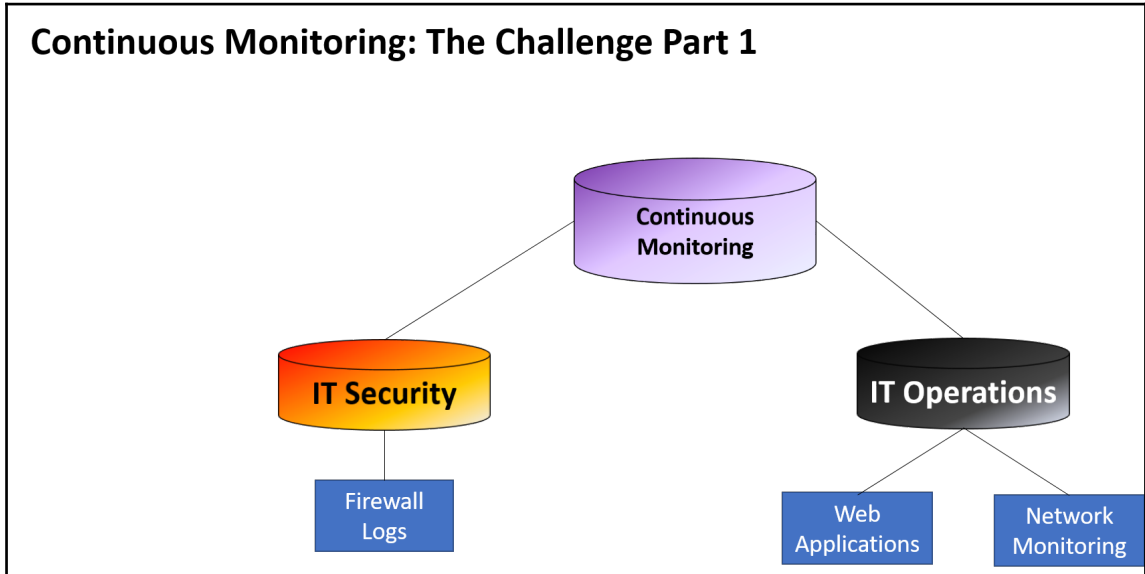 Continuous Monitoring: The Challenge Part 1
Continuous
Monitoring
IT Security
IT Operations
Firewall
Logs
Web
Applications
Network
Monitoring